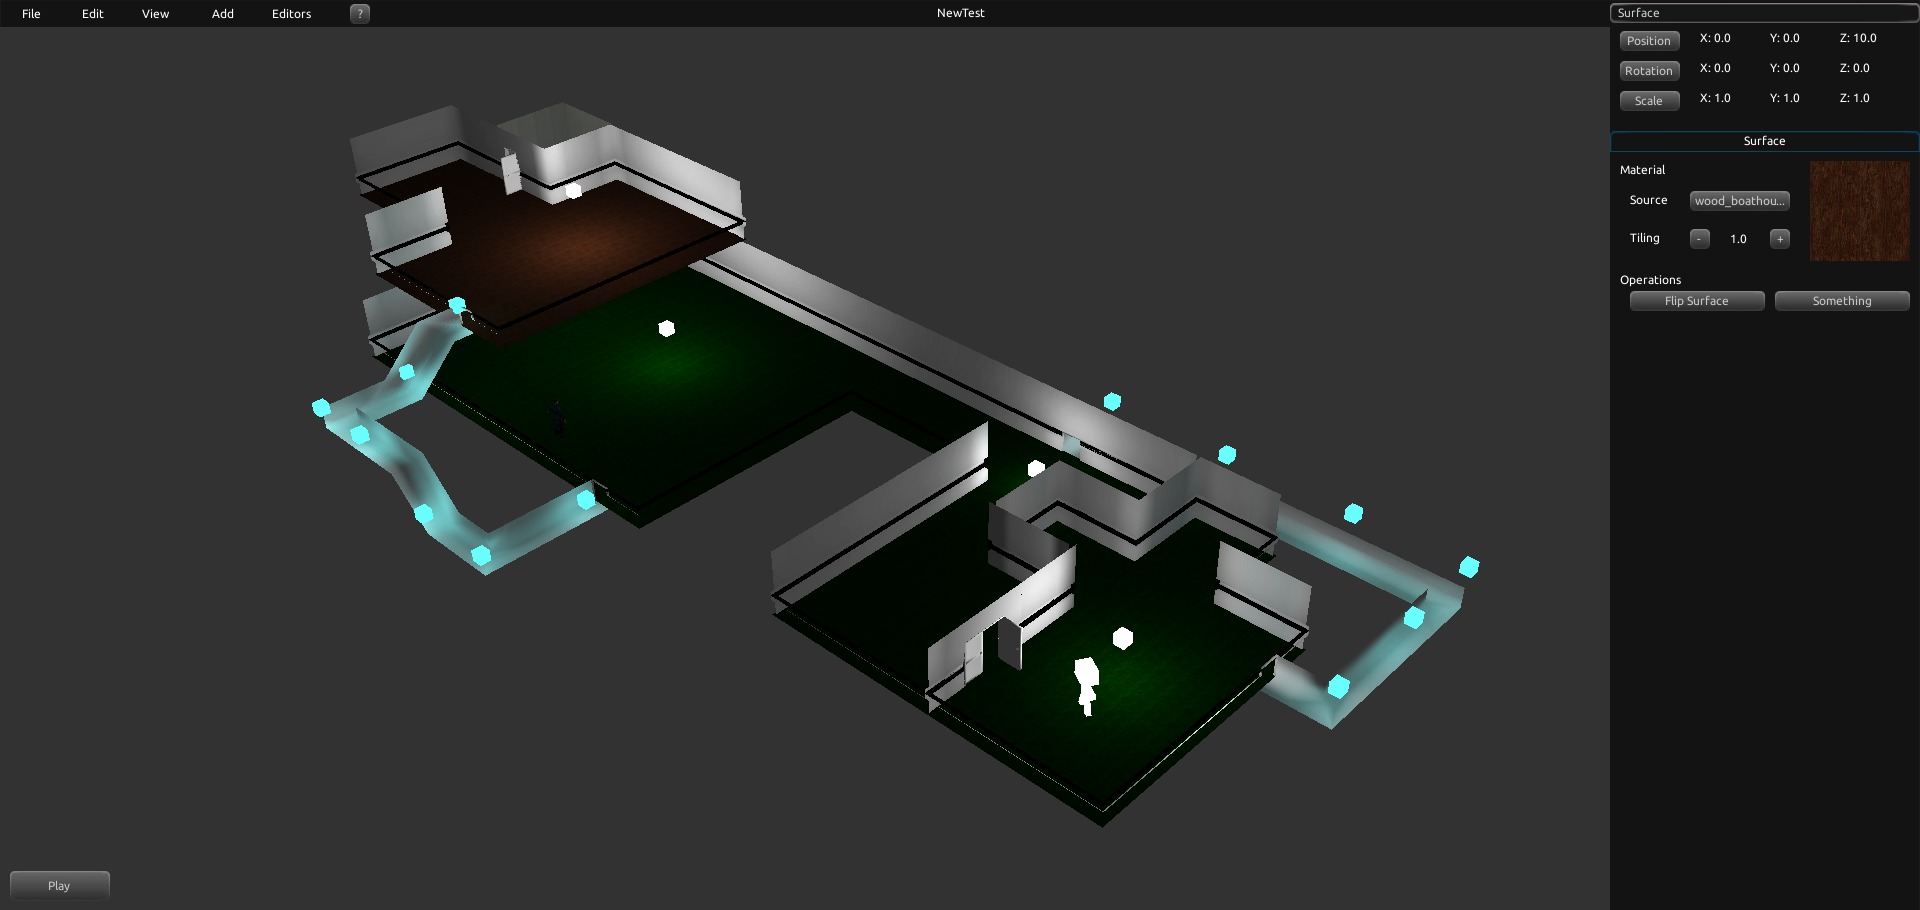 File Edit View Add Editors ? NewTest
Surface
Position X: 0.0 Y: 0.0 Z: 10.0
Rotation X: 0.0 Y: 0.0 Z: 0.0
Scale X: 1.0 Y: 1.0 Z: 1.0
Surface
Material
Source wood_boathou...
Tiling - 1.0 +
Operations
Flip Surface Something
Play